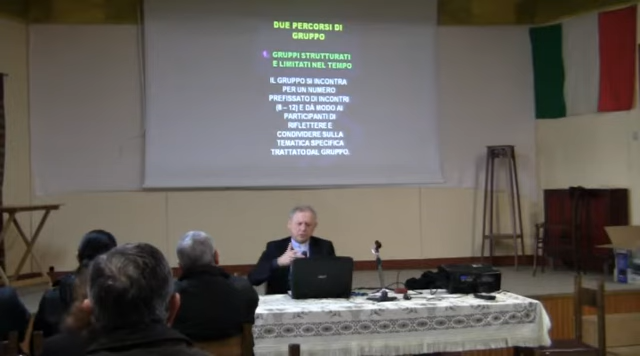 DUE PERCORSI DI
GRUPPO
1. GRUPPI STRUTTURATI
E LIMITATI NEL TEMPO
IL GRUPPO SI INCONTRA
PER UN NUMERO
PREFISSATO DI INCONTRI
(8 – 12) E DÀ MODO AI
PARTECIPANTI DI
RIFLETTERE E
CONDIVIDERE SULLA
TEMATICA SPECIFICA
TRATTATO DAL GRUPPO.